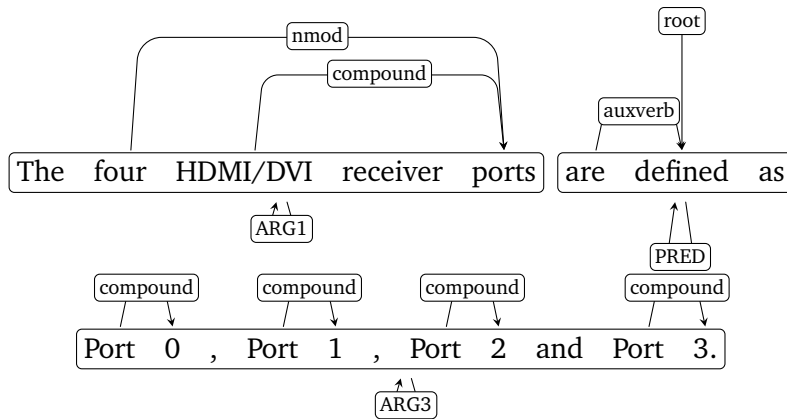 root
nmod
compound
auxverb
The four HDMI/DVI receiver ports are defined as
ARG1
PRED
compound compound compound compound
Port 0 , Port 1 , Port 2 and Port 3.
ARG3